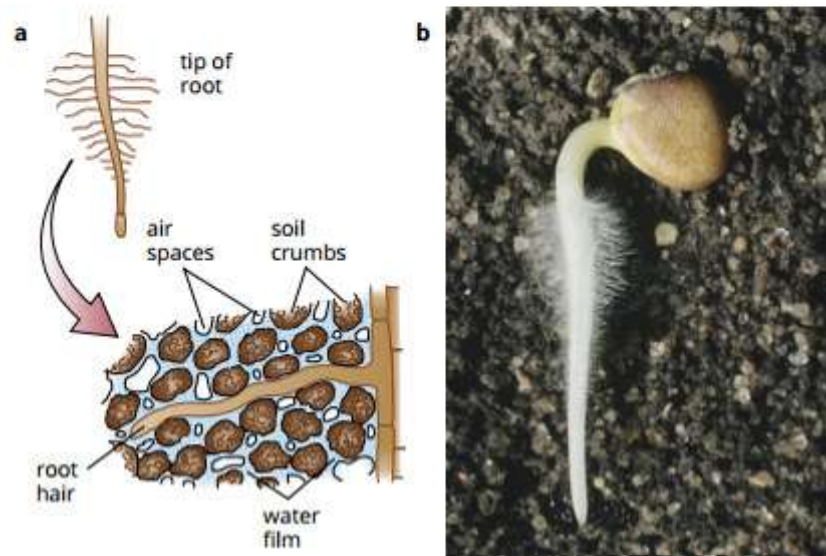 a
tip of
root
b
air
spaces
soil
crumbs
root
hair
water
film